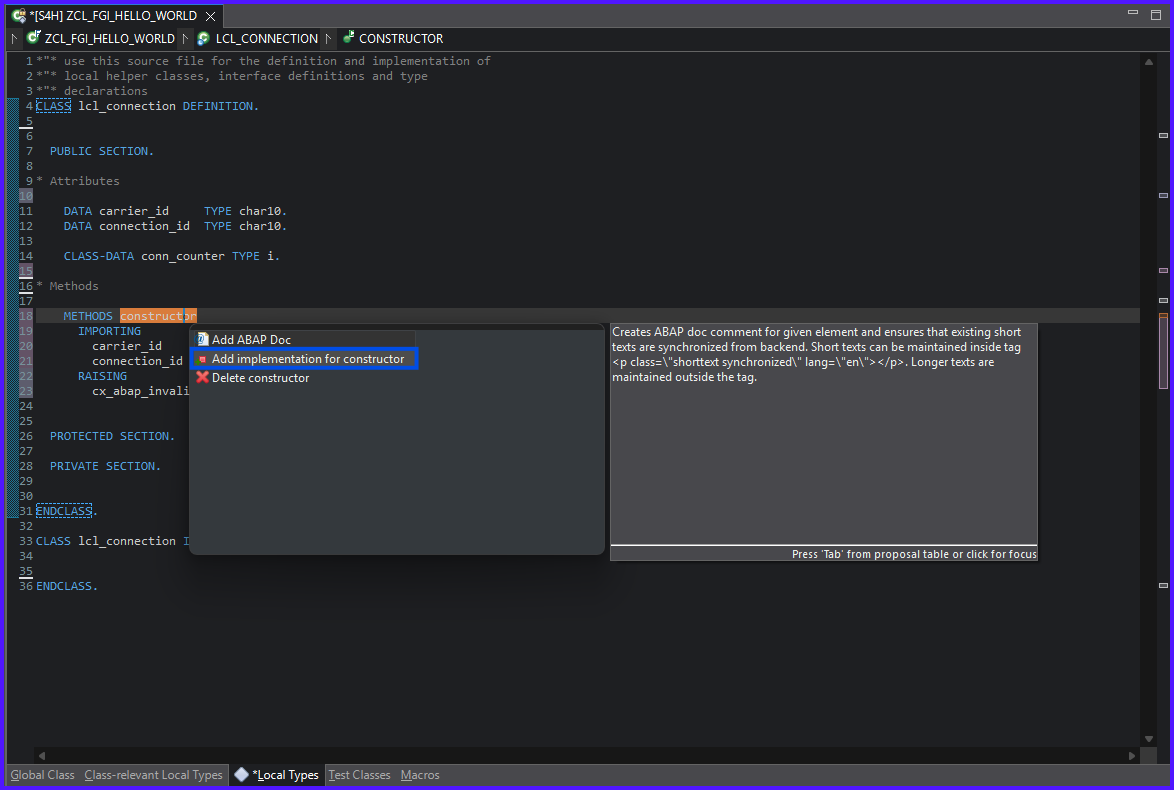 *[S4H] ZCL_FGI_HELLO_WORLD
ZCL_FGI_HELLO_WORLD LCL_CONNECTION CONSTRUCTOR
1 *"* use this source file for the definition and implementation of
2 *"* local helper classes, interface definitions and type
3 *"* declarations
4 CLASS lcl_connection DEFINITION.
5
6
7 PUBLIC SECTION.
8
9 * Attributes
10
11 DATA carrier_id TYPE char10.
12 DATA connection_id TYPE char10.
13
14 CLASS-DATA conn_counter TYPE i.
15
16 * Methods
17
18 METHODS constructor
19 IMPORTING
20 carrier_id
21 connection_id
22 RAISING
23 cx_abap_invali
24
25
26 PROTECTED SECTION.
27
28 PRIVATE SECTION.
29
30
31 ENDCLASS.
32
33 CLASS lcl_connection I
34
35
36 ENDCLASS.
Add ABAP Doc
Add implementation for constructor
Delete constructor
Creates ABAP doc comment for given element and ensures that existing short
texts are synchronized from backend. Short texts can be maintained inside tag
<p class=\"shorttext synchronized\" lang=\"en\"></p>. Longer texts are
maintained outside the tag.
Press 'Tab' from proposal table or click for focus
Global Class Class-relevant Local Types *Local Types Test Classes Macros